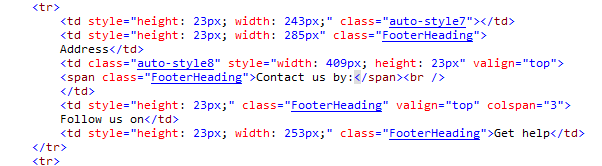 <tr>
<td style="height: 23px; width: 243px;" class="auto-style7"></td>
<td style="height: 23px; width: 285px" class="FooterHeading">
Address</td>
<td class="auto-style8" style="width: 409px; height: 23px" valign="top">
<span class="FooterHeading">Contact us by:</span><br />
</td>
<td style="height: 23px;" class="FooterHeading" valign="top" colspan="3">
Follow us on</td>
<td style="height: 23px; width: 253px;" class="FooterHeading">Get help</td>
</tr>
<tr>